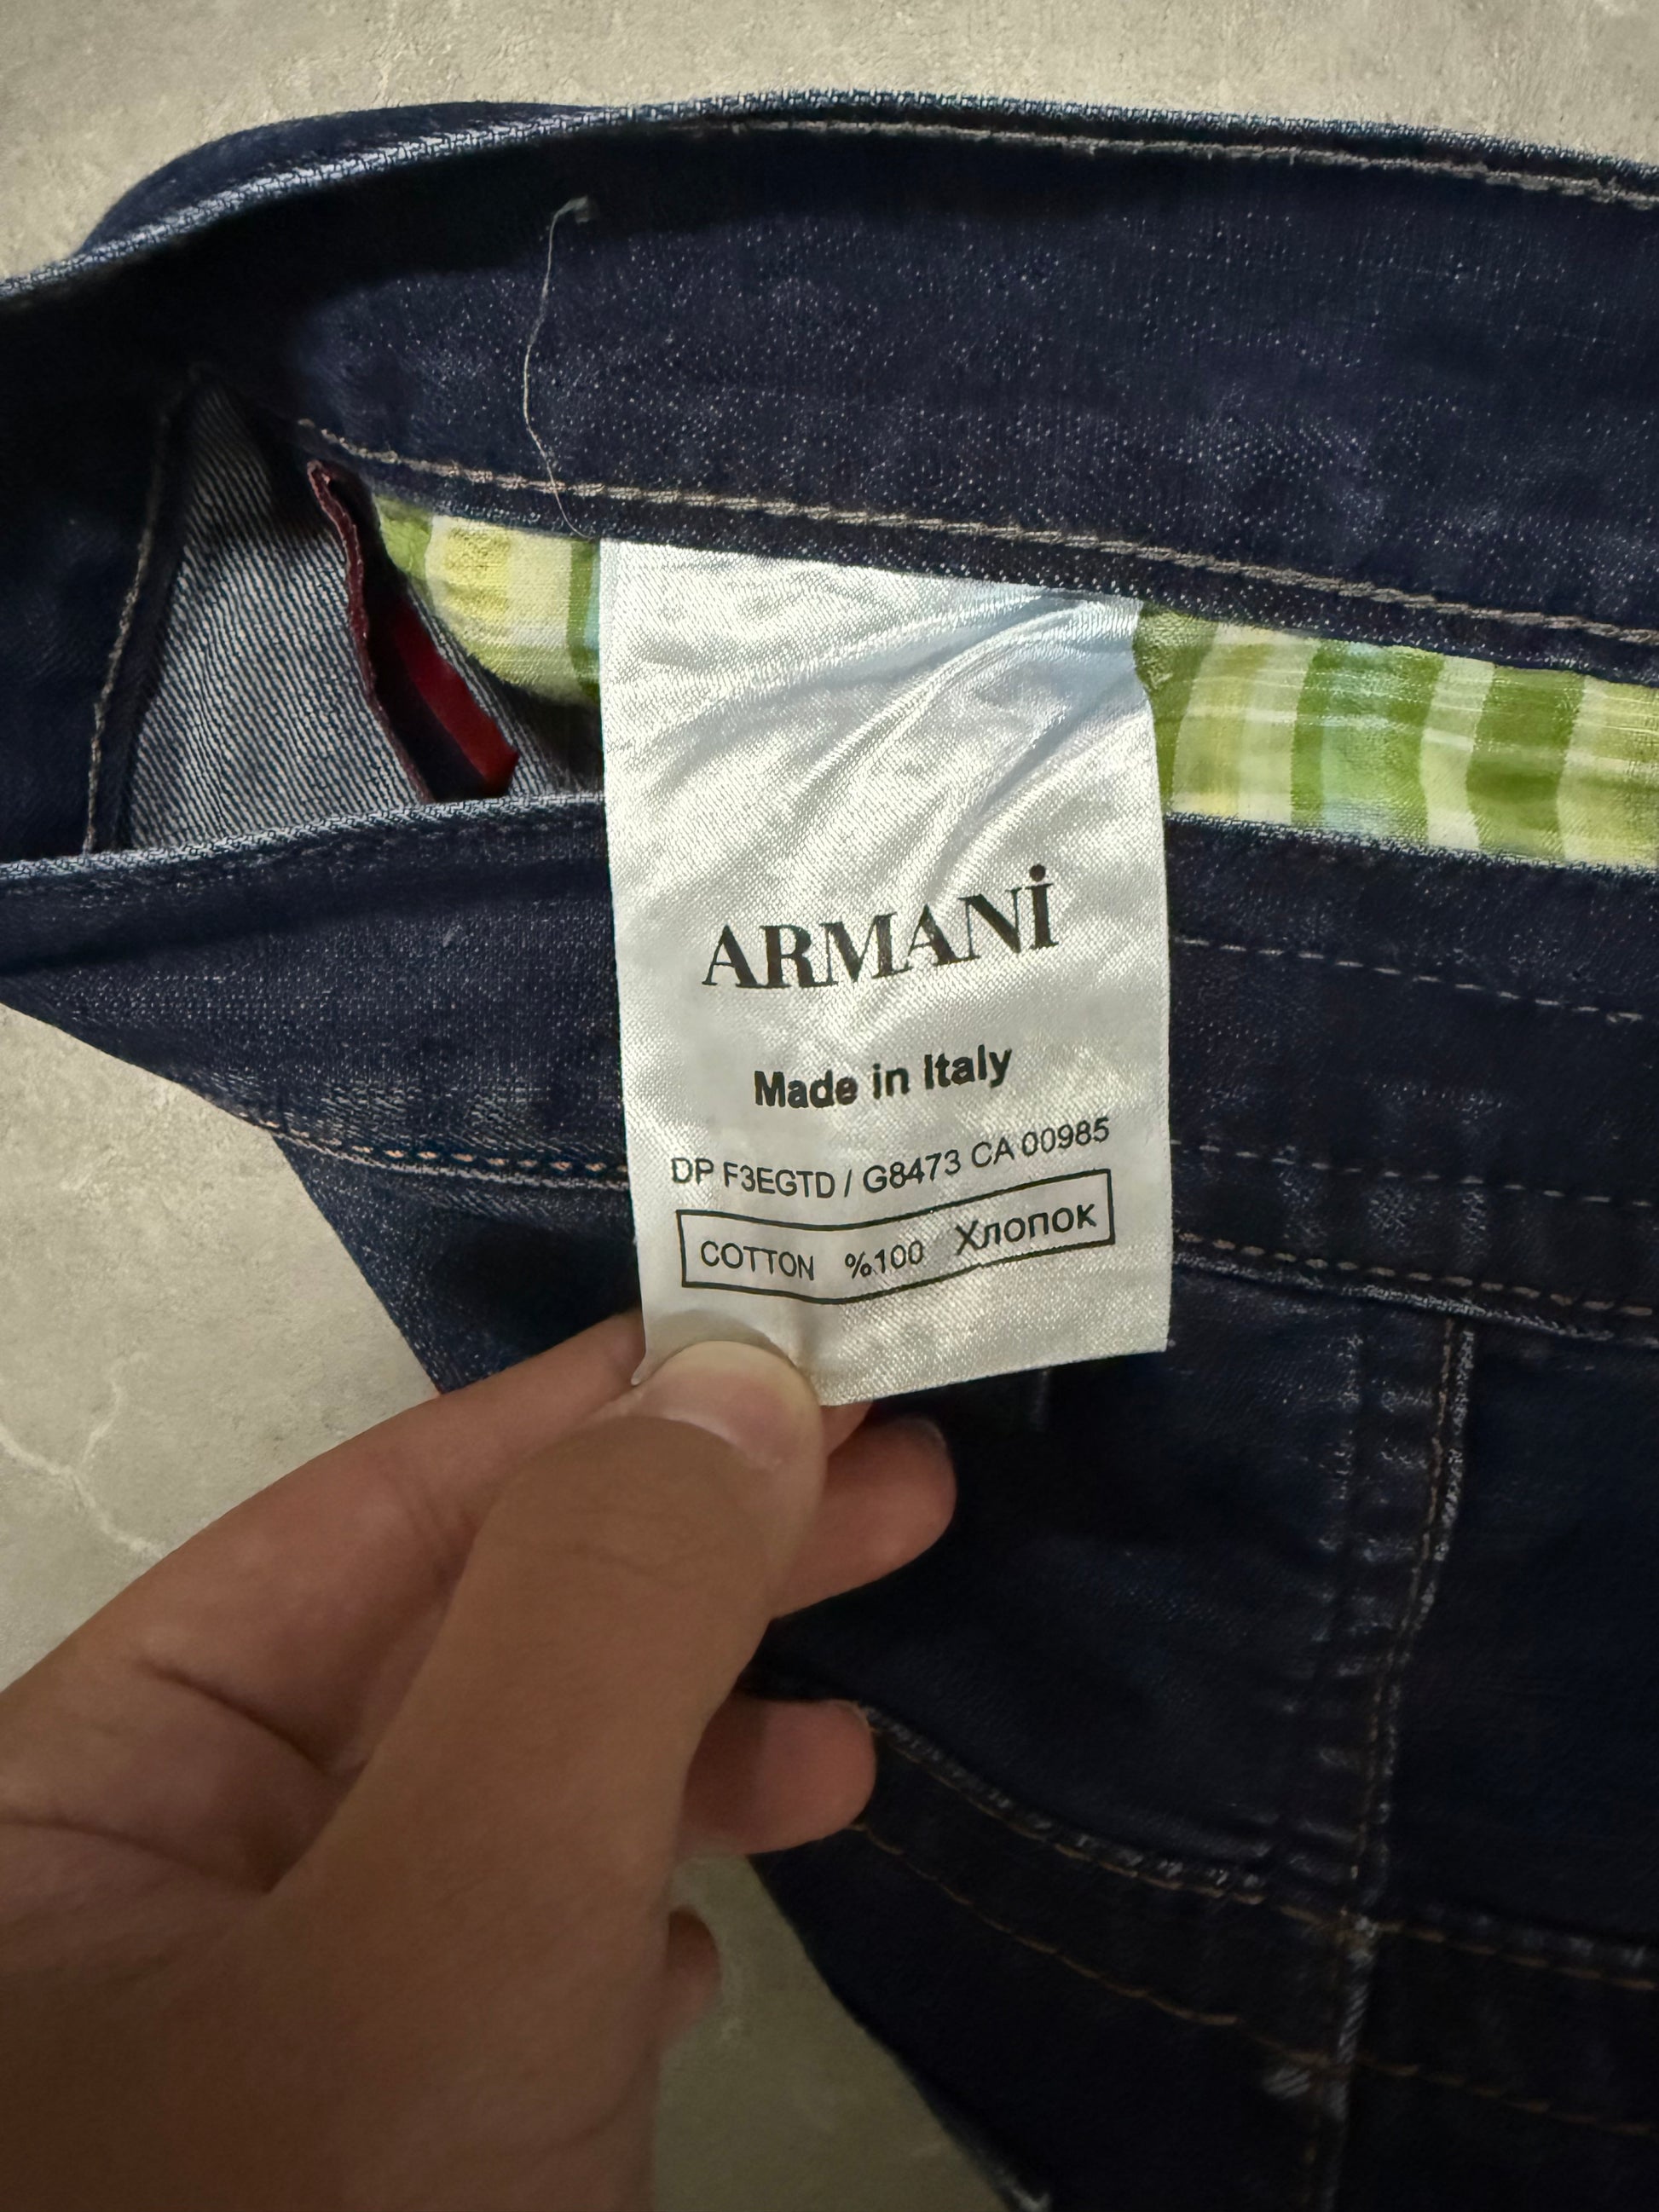 ARMANİ
Made in Italy
DP F3EGTD / G8473 CA 00985
COTTON %100 Хлопок